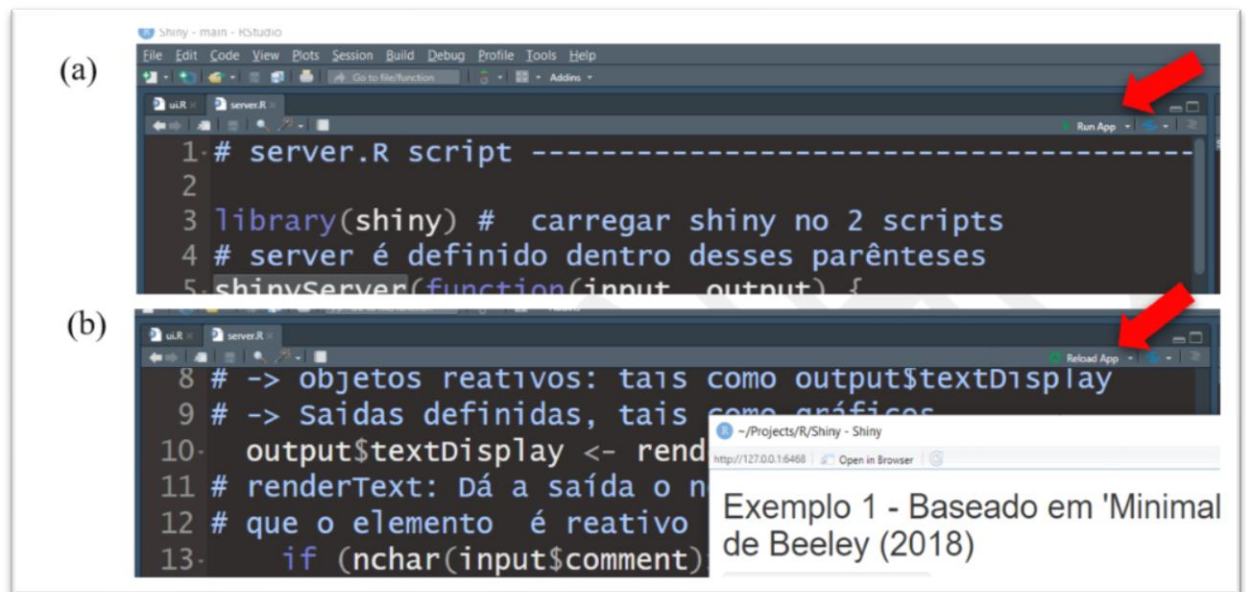 Shiny - main - RStudio
(a)
File Edit Code View Plots Session Build Debug Profile Tools Help
Go to file/function Addins
ui.R server.R
Run App
1 # server.R script ---------------------------------------
2
3 library(shiny) # carregar shiny no 2 scripts
4 # server é definido dentro desses parênteses
5 shinyServer(function(input, output) {
(b)
ui.R server.R
Reload App
8 # -> objetos reativos: tais como output$textDisplay
9 # -> Saidas definidas, tais como gráficos
10 output$textDisplay <- rend
11 # renderText: Dá a saída o n
12 # que o elemento é reativo
13 if (nchar(input$comment)
~/Projects/R/Shiny - Shiny
http://127.0.0.1:6468 Open in Browser
Exemplo 1 - Baseado em 'Minimal
de Beeley (2018)